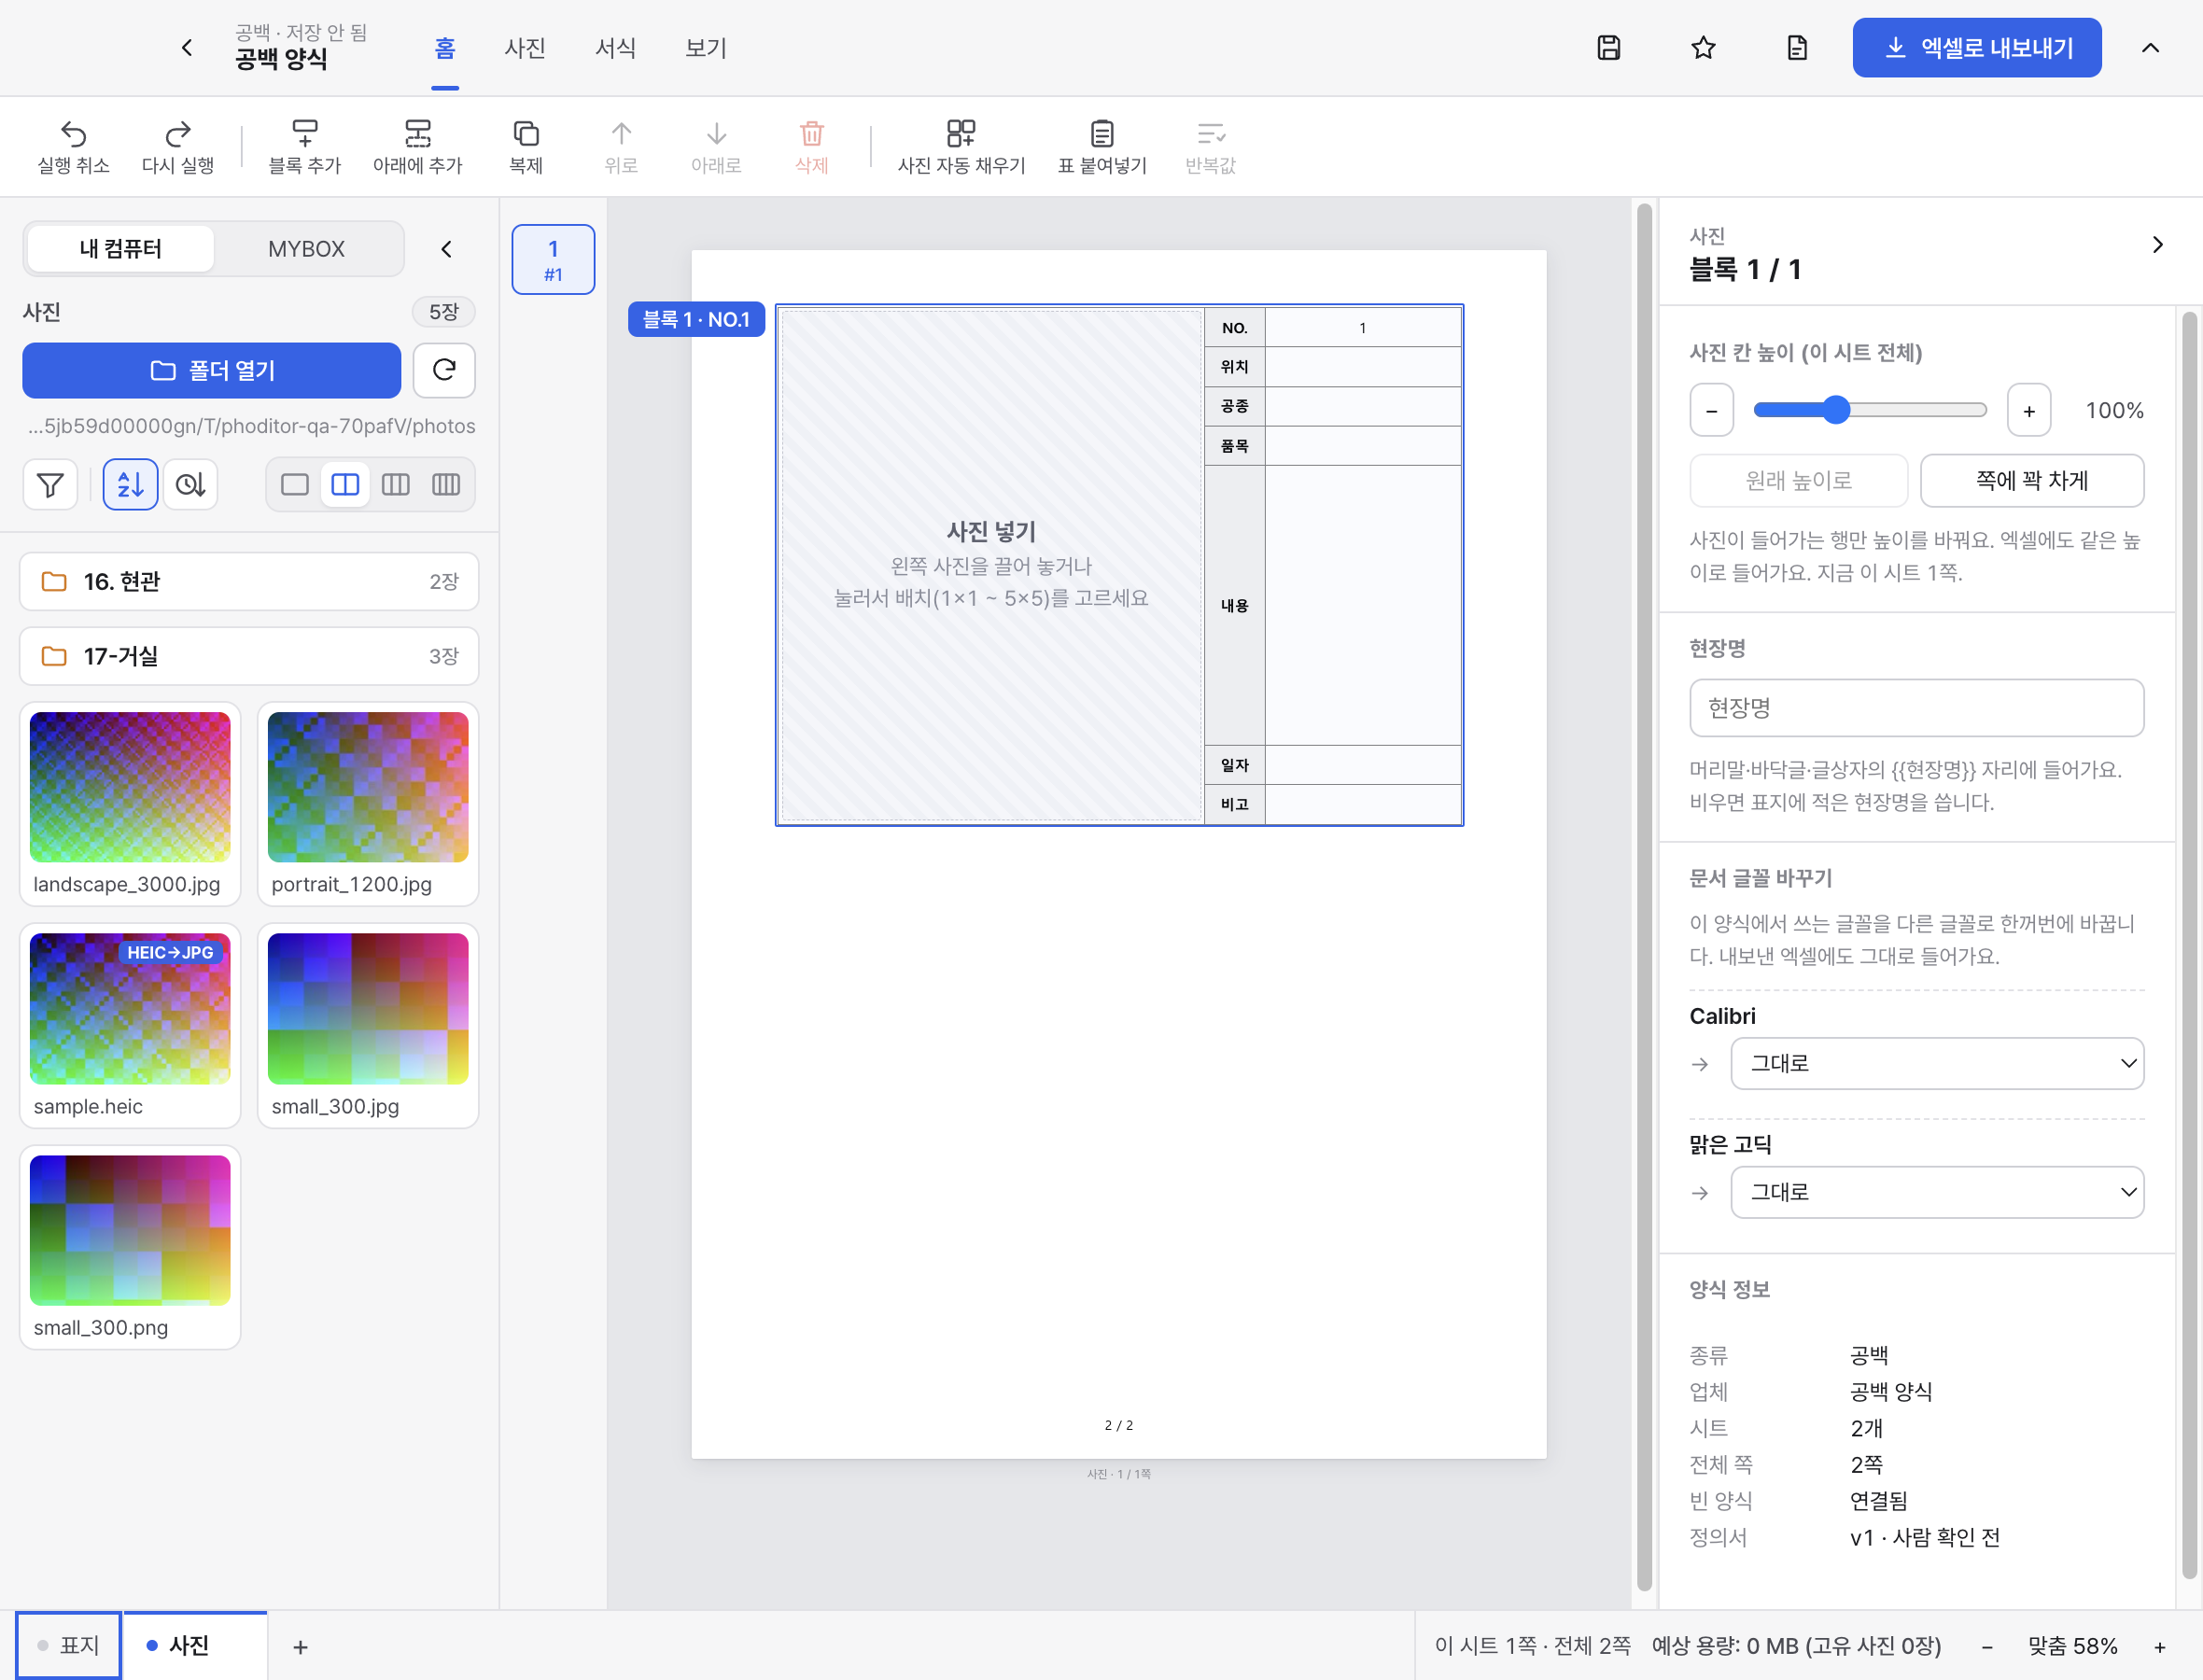 공백 · 저장 안 됨
공백 양식
홈
사진
서식
보기
엑셀로 내보내기
실행 취소
다시 실행
블록 추가
아래에 추가
복제
위로
아래로
삭제
사진 자동 채우기
표 붙여넣기
반복값
내 컴퓨터
MYBOX
사진
5장
폴더 열기
...5jb59d00000gn/T/phoditor-qa-70pafV/photos
16. 현관
2장
17-거실
3장
landscape_3000.jpg
portrait_1200.jpg
HEIC→JPG
sample.heic
small_300.jpg
small_300.png
1
#1
블록 1 · NO.1
사진 넣기
왼쪽 사진을 끌어 놓거나
눌러서 배치(1×1 ~ 5×5)를 고르세요
NO.
1
위치
공종
품목
내용
일자
비고
2 / 2
사진 · 1 / 1쪽
사진
블록 1 / 1
사진 칸 높이 (이 시트 전체)
−
+
100%
원래 높이로
쪽에 꽉 차게
사진이 들어가는 행만 높이를 바꿔요. 엑셀에도 같은 높
이로 들어가요. 지금 이 시트 1쪽.
현장명
현장명
머리말·바닥글·글상자의 {{현장명}} 자리에 들어가요.
비우면 표지에 적은 현장명을 씁니다.
문서 글꼴 바꾸기
이 양식에서 쓰는 글꼴을 다른 글꼴로 한꺼번에 바꿉니
다. 내보낸 엑셀에도 그대로 들어가요.
Calibri
→ 그대로
맑은 고딕
→ 그대로
양식 정보
종류 공백
업체 공백 양식
시트 2개
전체 쪽 2쪽
빈 양식 연결됨
정의서 v1 · 사람 확인 전
표지
사진
+
이 시트 1쪽 · 전체 2쪽
예상 용량: 0 MB (고유 사진 0장)
−
맞춤 58%
+